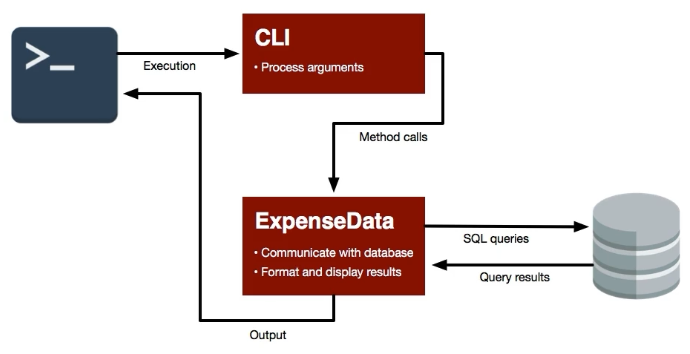 >_
CLI
• Process arguments
Execution
Method calls
ExpenseData
• Communicate with database
• Format and display results
SQL queries
Query results
Output